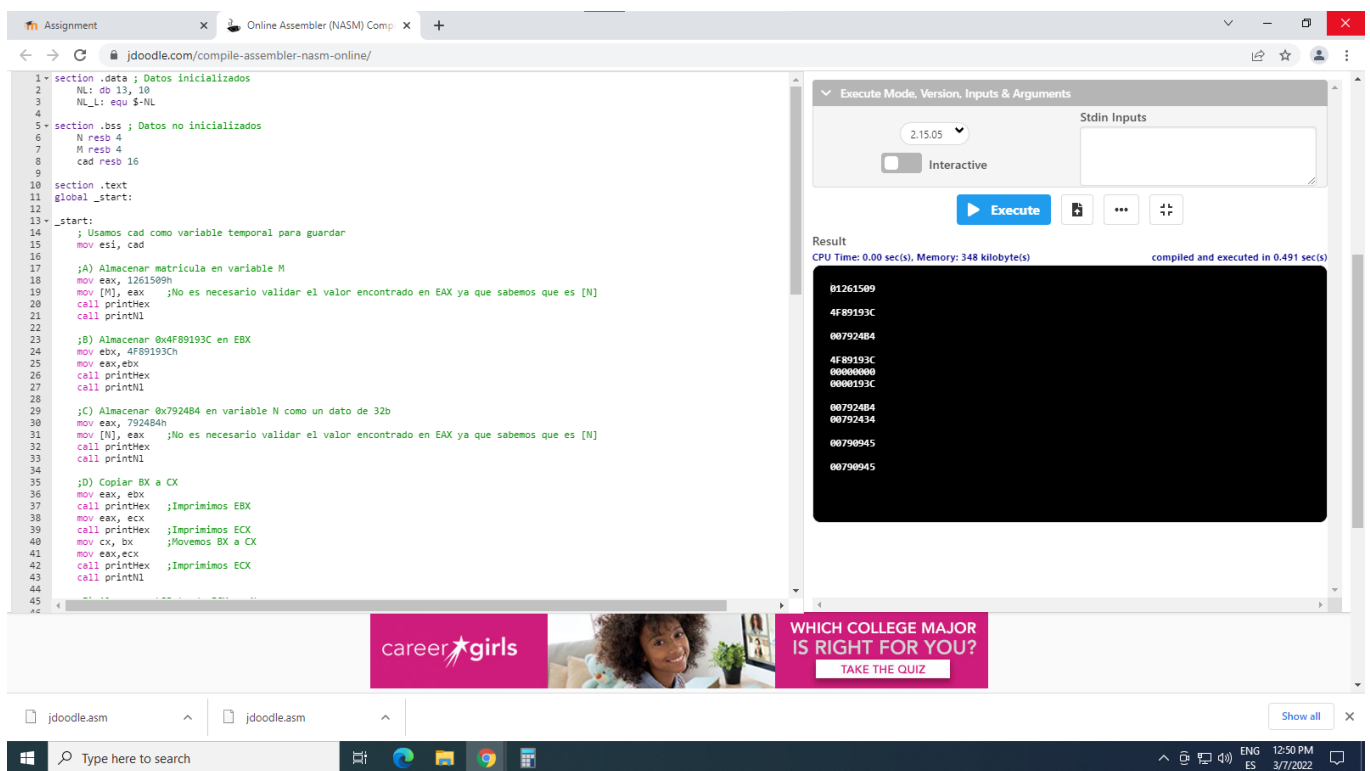 Assignment
Online Assembler (NASM) Comp
jdoodle.com/compile-assembler-nasm-online/
1 section .data ; Datos inicializados
2 NL: db 13, 10
3 NL_L: equ $-NL
4
5 section .bss ; Datos no inicializados
6 N resb 4
7 M resb 4
8 cad resb 16
9
10 section .text
11 global _start:
12
13 _start:
14 ; Usamos cad como variable temporal para guardar
15 mov esi, cad
16
17 ;A) Almacenar matricula en variable M
18 mov eax, 1261509h
19 mov [M], eax ;No es necesario validar el valor encontrado en EAX ya que sabemos que es [N]
20 call printHex
21 call printNl
22
23 ;B) Almacenar 0x4F89193C en EBX
24 mov ebx, 4F89193Ch
25 mov eax,ebx
26 call printHex
27 call printNl
28
29 ;C) Almacenar 0x7924B4 en variable N como un dato de 32b
30 mov eax, 7924B4h
31 mov [N], eax ;No es necesario validar el valor encontrado en EAX ya que sabemos que es [N]
32 call printHex
33 call printNl
34
35 ;D) Copiar BX a CX
36 mov eax, ebx
37 call printHex ;Imprimimos EBX
38 mov eax, ecx
39 call printHex ;Imprimimos ECX
40 mov cx, bx ;Movemos BX a CX
41 mov eax,ecx
42 call printHex ;Imprimimos ECX
43 call printNl
44
45
Execute Mode, Version, Inputs & Arguments
2.15.05
Interactive
Stdin Inputs
Execute
Result
CPU Time: 0.00 sec(s), Memory: 348 kilobyte(s)
compiled and executed in 0.491 sec(s)
01261509
4F89193C
007924B4
4F89193C
00000000
0000193C
007924B4
00792434
00790945
00790945
career girls
WHICH COLLEGE MAJOR
IS RIGHT FOR YOU?
TAKE THE QUIZ
jdoodle.asm
jdoodle.asm
Show all
Type here to search
ENG
ES
12:50 PM
3/7/2022